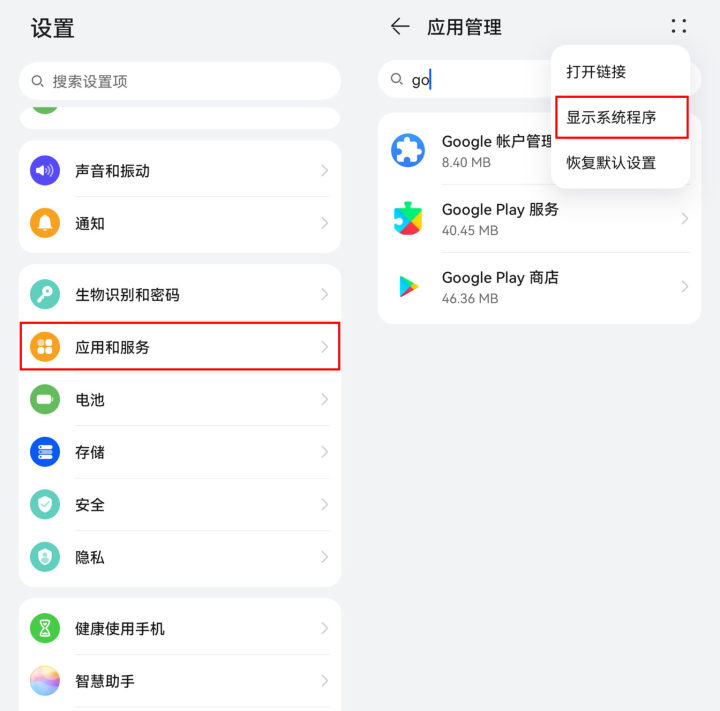 设置
搜索设置项
声音和振动
通知
生物识别和密码
应用和服务
电池
存储
安全
隐私
健康使用手机
智慧助手
应用管理
go
打开链接
显示系统程序
恢复默认设置
Google 帐户管理
8.40 MB
Google Play 服务
40.45 MB
Google Play 商店
46.36 MB